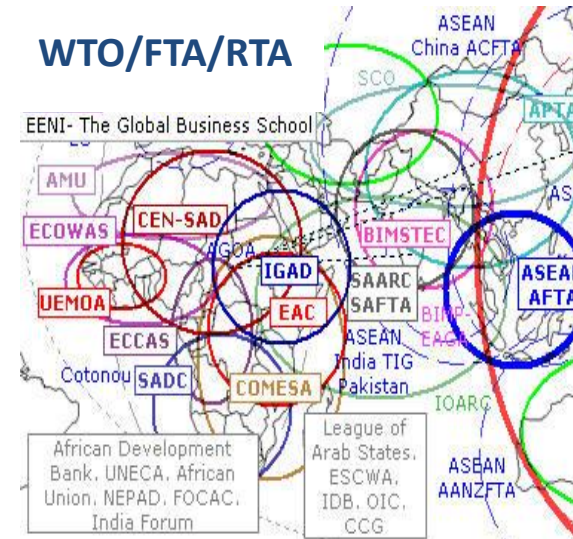 WTO/FTA/RTA
ASEAN
China ACFTA
SCO
APTA
EENI- The Global Business School
AMU
CEN-SAD
ECOWAS
AGOA
BIMSTEC
IGAD
SAARC
SAFTA
ASEAN
AFTA
UEMOA
EAC
BIMP-
EAGA
ECCAS
ASEAN
India TIG
Pakistan
Cotonou
SADC
COMESA
IOARC
African Development
Bank. UNECA. African
Union. NEPAD. FOCAC.
India Forum
League of
Arab States.
ESCWA.
IDB. OIC.
CCG
ASEAN
AANZFTA